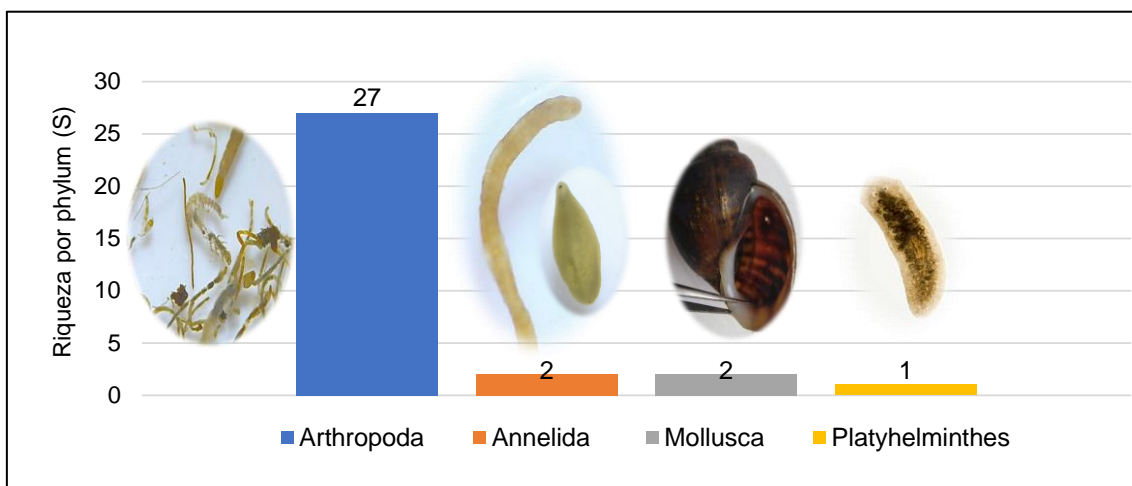 Riqueza por phylum (S)
30
25
20
15
10
5
0
27
2
2
1
Arthropoda
Annelida
Mollusca
Platyhelminthes